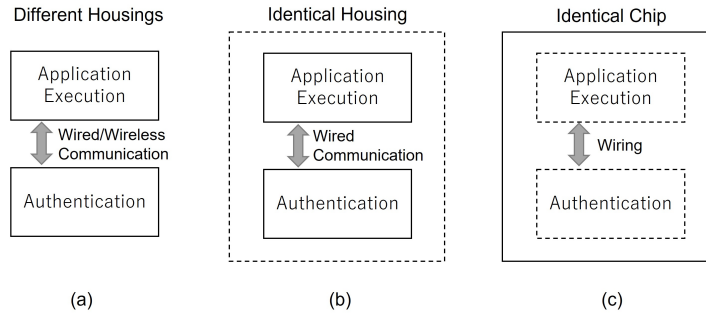 Different Housings
Application
Execution
Wired/Wireless
Communication
Authentication
(a)
Identical Housing
Application
Execution
Wired
Communication
Authentication
(b)
Identical Chip
Application
Execution
Wiring
Authentication
(c)